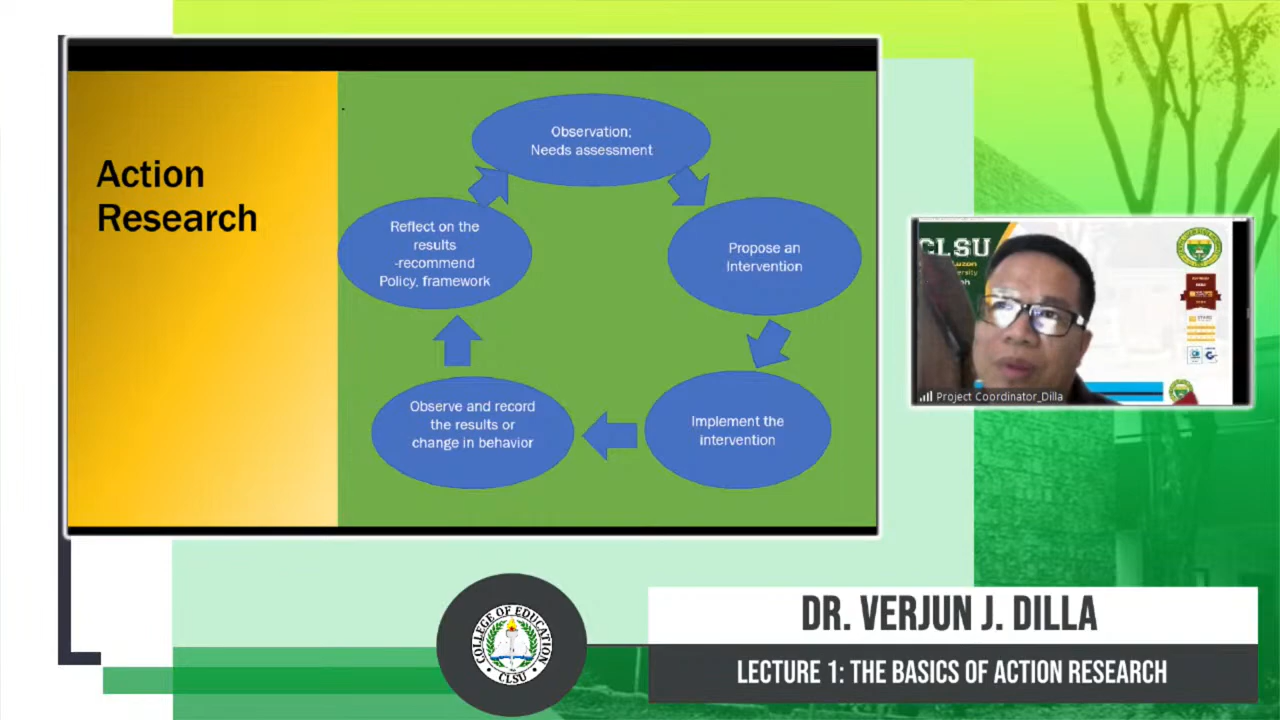 Action
Research
Observation;
Needs assessment
Propose an
Intervention
Implement the
intervention
Observe and record
the results or
change in behavior
Reflect on the
results
-recommend
Policy, framework
CLSU
Project Coordinator_Dilla
COLLEGE OF EDUCATION
CLSU
DR. VERJUN J. DILLA
LECTURE 1: THE BASICS OF ACTION RESEARCH